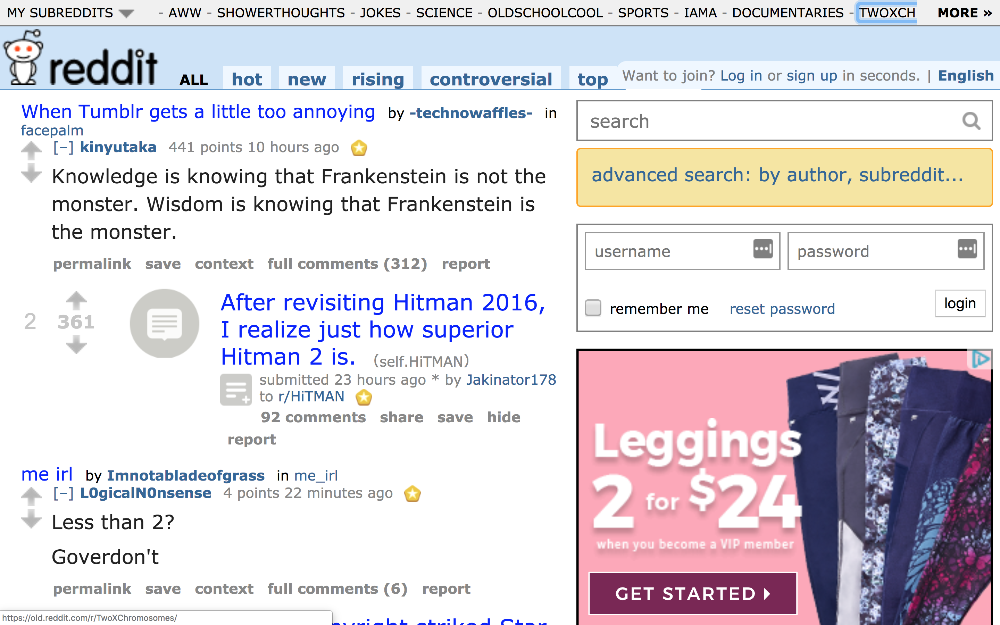 MY SUBREDDITS - AWW - SHOWERTHOUGHTS - JOKES - SCIENCE - OLDSCHOOLCOOL - SPORTS - IAMA - DOCUMENTARIES - TWOXCH MORE »
reddit ALL hot new rising controversial top Want to join? Log in or sign up in seconds. | English
When Tumblr gets a little too annoying by -technowaffles- in
facepalm
[–] kinyutaka 441 points 10 hours ago
Knowledge is knowing that Frankenstein is not the
monster. Wisdom is knowing that Frankenstein is
the monster.
permalink save context full comments (312) report
2
361
After revisiting Hitman 2016,
I realize just how superior
Hitman 2 is. (self.HiTMAN)
submitted 23 hours ago * by Jakinator178
to r/HiTMAN
92 comments share save hide
report
me irl by Imnotabladeofgrass in me_irl
[–] L0gicalN0nsense 4 points 22 minutes ago
Less than 2?
Goverdon't
permalink save context full comments (6) report
https://old.reddit.com/r/TwoXChromosomes/
striked Star
search
advanced search: by author, subreddit...
username password
remember me reset password login
Leggings
2 for $24
when you become a VIP member
GET STARTED